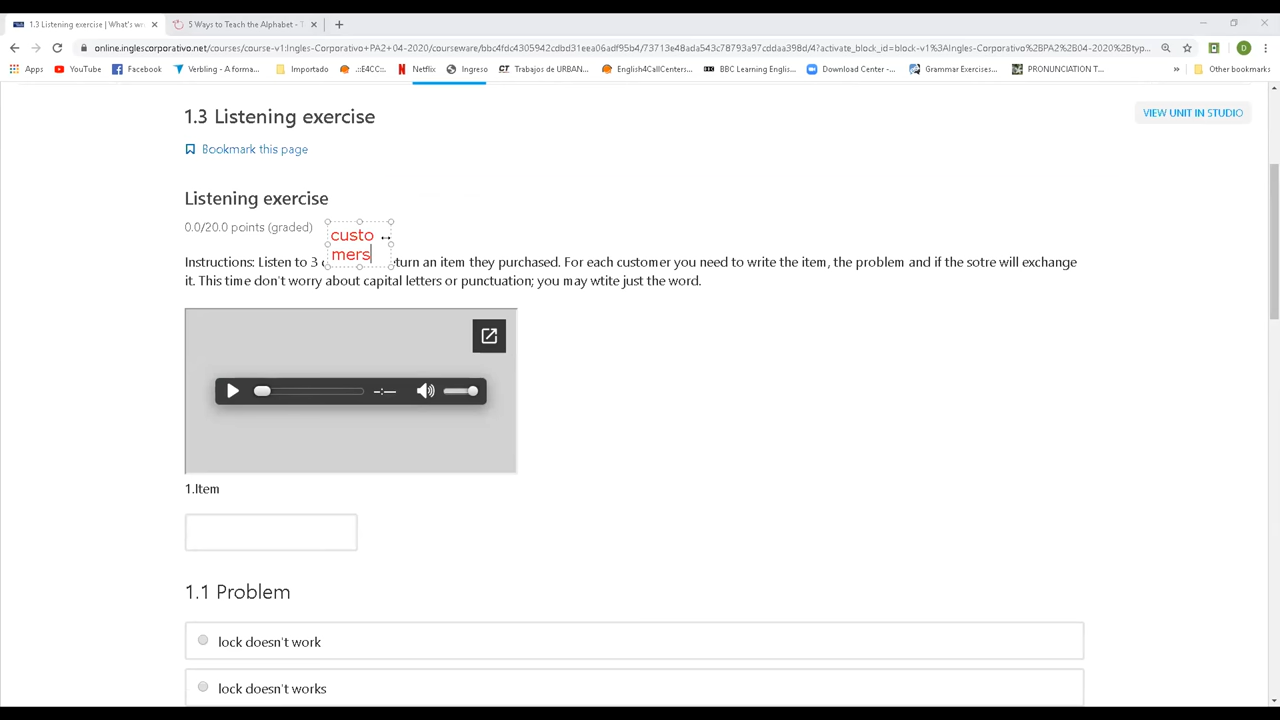 1.3 Listening exercise | What's wr
5 Ways to Teach the Alphabet - T
online.inglescorporativo.net/courses/course-v1:Ingles-Corporativo+PA2+04-2020/courseware/bbc4fdc4305942cdbd31eea06adf95b4/73713e48ada543c78793a97cddaa398d/4?activate_block_id=block-v1%3AIngles-Corporativo%2BPA2%2B04-2020%2Btyp...
D
Apps YouTube Facebook Verbling - A forma... Importado .::E4CC::. Netflix Ingreso Trabajos de URBAN... English4CallCenters... BBC Learning Englis... Download Center -... Grammar Exercises... PRONUNCIATION T... » Other bookmarks
1.3 Listening exercise
VIEW UNIT IN STUDIO
Bookmark this page
Listening exercise
0.0/20.0 points (graded)
custo
mers
Instructions: Listen to 3 turn an item they purchased. For each customer you need to write the item, the problem and if the sotre will exchange
it. This time don't worry about capital letters or punctuation; you may wtite just the word.
-:--
1.Item
1.1 Problem
lock doesn't work
lock doesn't works